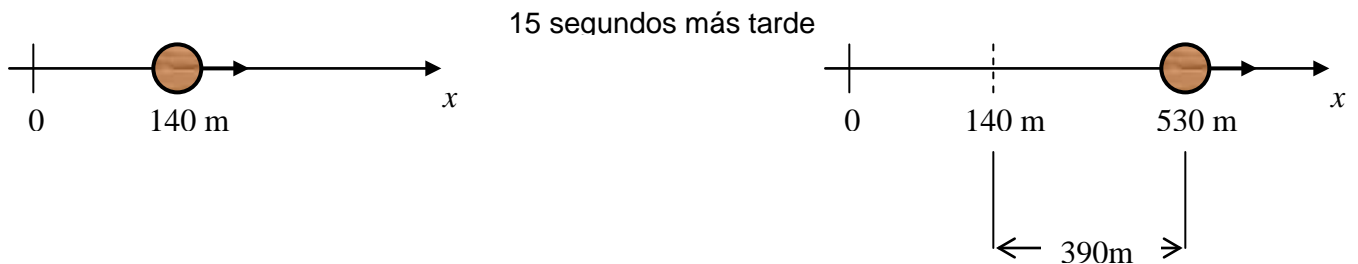 15 segundos más tarde
x
0 140 m
x
0 140 m 530 m
390m